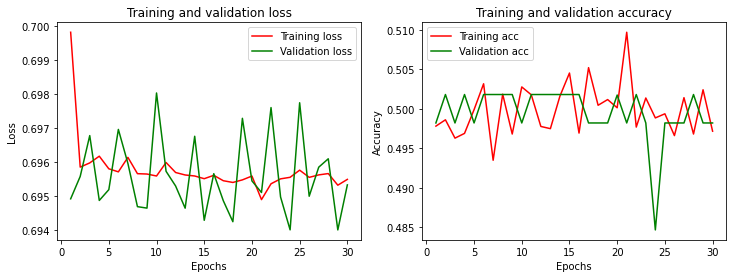 Training and validation loss
0.700
0.699
0.698
0.697
0.696
0.695
0.694
Loss
Training loss
Validation loss
0 5 10 15 20 25 30
Epochs
Training and validation accuracy
0.510
0.505
0.500
0.495
0.490
0.485
Accuracy
Training acc
Validation acc
0 5 10 15 20 25 30
Epochs